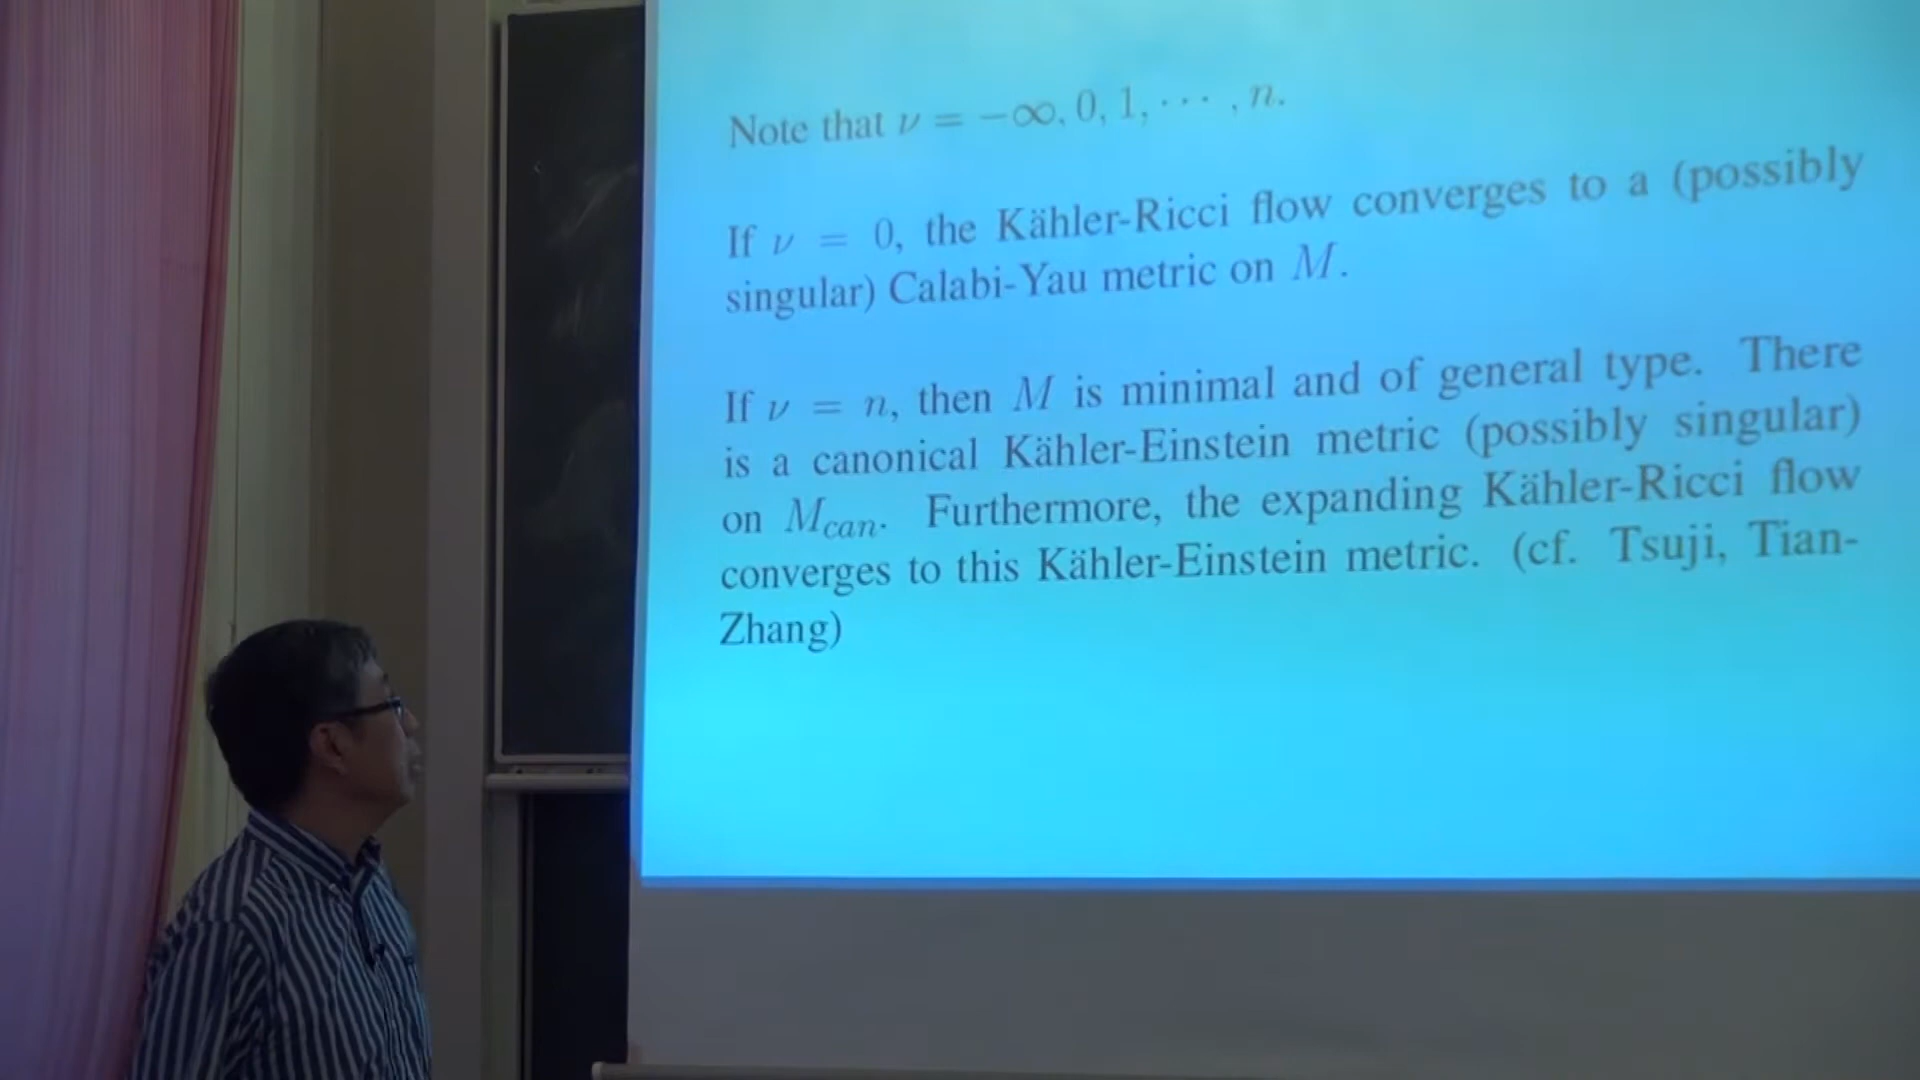 Note that ν = −∞, 0, 1, ··· , n.
If ν = 0, the Kähler-Ricci flow converges to a (possibly
singular) Calabi-Yau metric on M.
If ν = n, then M is minimal and of general type. There
is a canonical Kähler-Einstein metric (possibly singular)
on M_can. Furthermore, the expanding Kähler-Ricci flow
converges to this Kähler-Einstein metric. (cf. Tsuji, Tian-
Zhang)